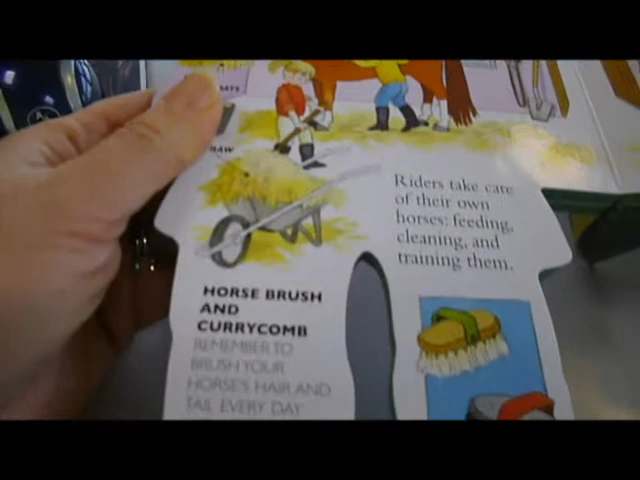 Riders take care
of their own
horses: feeding,
cleaning, and
training them.
HORSE BRUSH
AND
CURRYCOMB
REMEMBER TO
BRUSH YOUR
HORSE'S HAIR AND
TAIL EVERY DAY